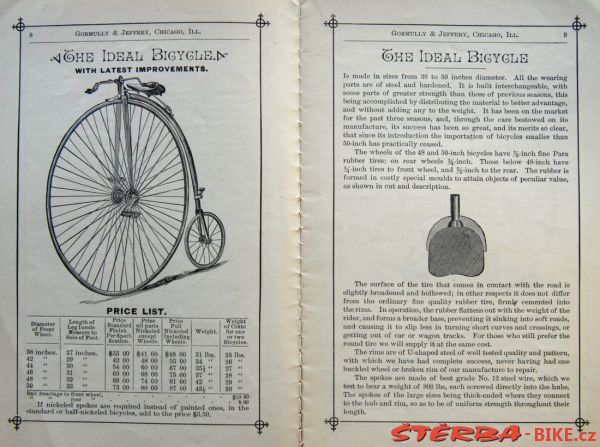 8 GORMULLY & JEFFERY, CHICAGO, ILL.
THE IDEAL BICYCLE.
WITH LATEST IMPROVEMENTS.
PRICE LIST.
Diameter of Front Wheel. Length of Leg Inside Measure to Sole of Foot. Price Standard Finish. Per Specification. Price all parts Nickeled except Wheels. Price Full Nickeled Including Wheels. Weight. Weight of Crate for one or two Bicycles.
38 inches. 27 inches. $35 00 $41 00 $48 00 31 lbs. 25 lbs.
42 " 29 " 42 00 48 00 55 00 34 " 26 "
44 " 30 " 54 00 60 00 67 00 " 27 "
46 " 31 " 60 00 68 00 75 00 37 " 28 "
48 " 32 " 66 00 74 00 81 00 42 " 29 "
50 " 33 " 72 00 80 00 87 00 " 30 "
Ball Bearings to front wheel, $10 00
" " rear " 5 00
If nickeled spokes are required instead of painted ones, in the
standard or half-nickeled bicycles, add to the price $3.50.
GORMULLY & JEFFERY, CHICAGO, ILL. 9
THE IDEAL BICYCLE
Is made in sizes from 38 to 50 inches diameter. All the wearing
parts are of steel and hardened. It is built interchangeable, with
some parts of greater strength than those of previous seasons, this
being accomplished by distributing the material to better advantage,
and without adding any to the weight. It has been on the market
for the past three seasons, and, through the care bestowed on its
manufacture, its success has been so great, and its merits so clear,
that since its introduction the importation of bicycles smaller than
50-inch has practically ceased.
The wheels of the 48 and 50-inch bicycles have ⅞-inch fine Para
rubber tires; on rear wheels ¾-inch. Those below 48-inch have
¾-inch tires to front wheel, and ¾-inch to the rear. The rubber is
formed in costly special moulds to attain objects of peculiar value,
as shown in cut and description.
The surface of the tire that comes in contact with the road is
slightly broadened and hollowed; in other respects it does not differ
from the ordinary fine quality rubber tire, firmly cemented into
the rims. In operation, the rubber flattens out with the weight of the
rider, and forms a broader base, preventing it sinking into soft roads,
and causing it to slip less in turning short curves and crossings, or
getting out of car or wagon tracks. For those who still prefer the
round tire we will supply it at the same cost.
The rims are of U-shaped steel of well tested quality and pattern,
with which we have had complete success, never having had one
buckled wheel or broken rim of our manufacture to repair.
The spokes are made of best grade No. 12 steel wire, which we
test to bear a weight of 800 lbs., each screwed directly into the hubs.
The spokes of the large sizes being thick-ended where they connect
to the hub and rim, so as to be of uniform strength throughout their
length.
ŠTĚRBA-BIKE.cz